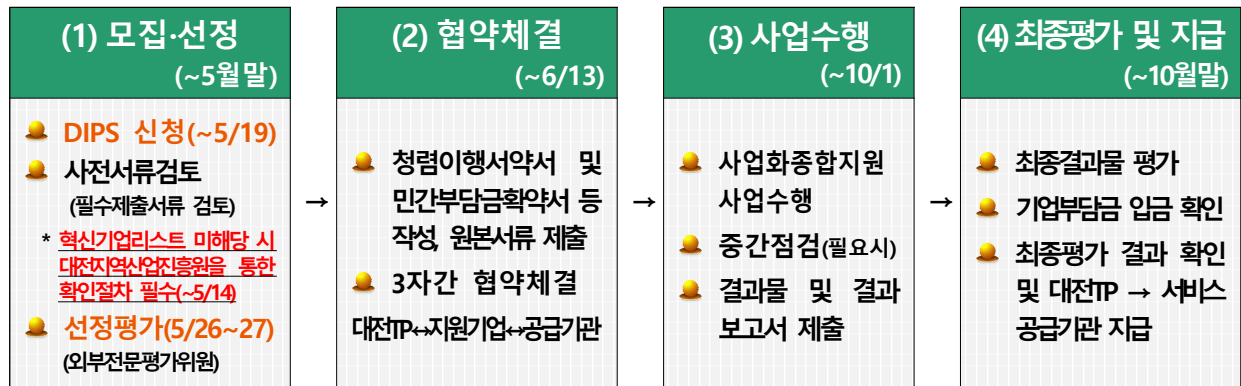 (1) 모집·선정
(~5월말)
DIPS 신청(~5/19)
사전서류검토
(필수제출서류 검토)
* 혁신기업리스트 미해당 시
대전지역산업진흥원을 통한
확인절차 필수(~5/14)
선정평가(5/26~27)
(외부전문평가위원)
→
(2) 협약체결
(~6/13)
청렴이행서약서 및
민간부담금확약서 등
작성, 원본서류 제출
3자간 협약체결
대전TP↔지원기업↔공급기관
→
(3) 사업수행
(~10/1)
사업화종합지원
사업수행
중간점검(필요시)
결과물 및 결과
보고서 제출
→
(4) 최종평가 및 지급
(~10월말)
최종결과물 평가
기업부담금 입금 확인
최종평가 결과 확인
및 대전TP → 서비스
공급기관 지급